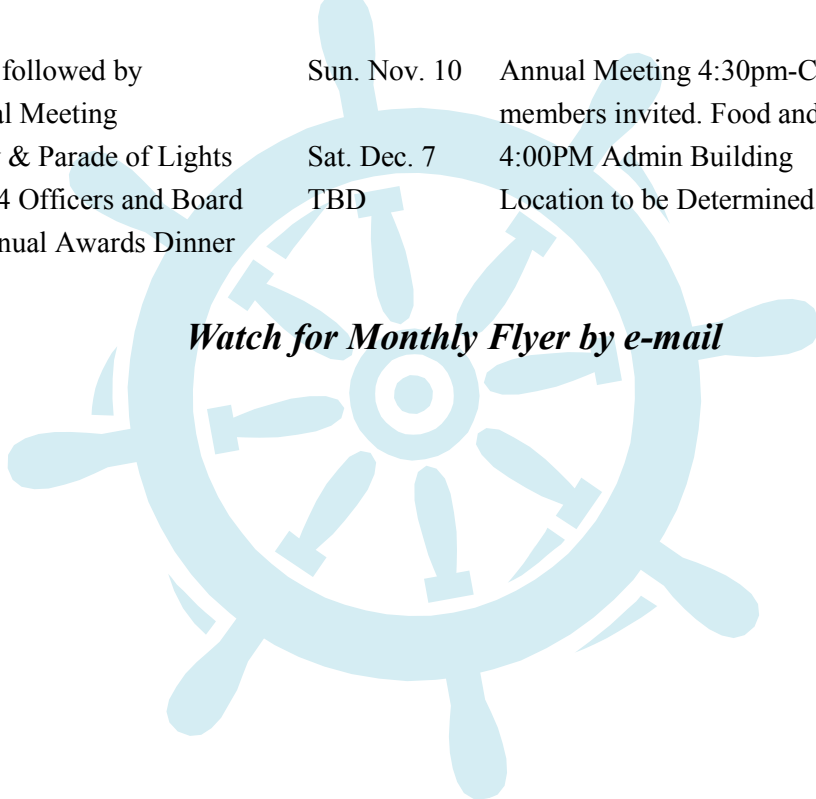 followed by Sun. Nov. 10 Annual Meeting 4:30pm-C
al Meeting members invited. Food and
& Parade of Lights Sat. Dec. 7 4:00PM Admin Building
4 Officers and Board TBD Location to be Determined
nual Awards Dinner
Watch for Monthly Flyer by e-mail